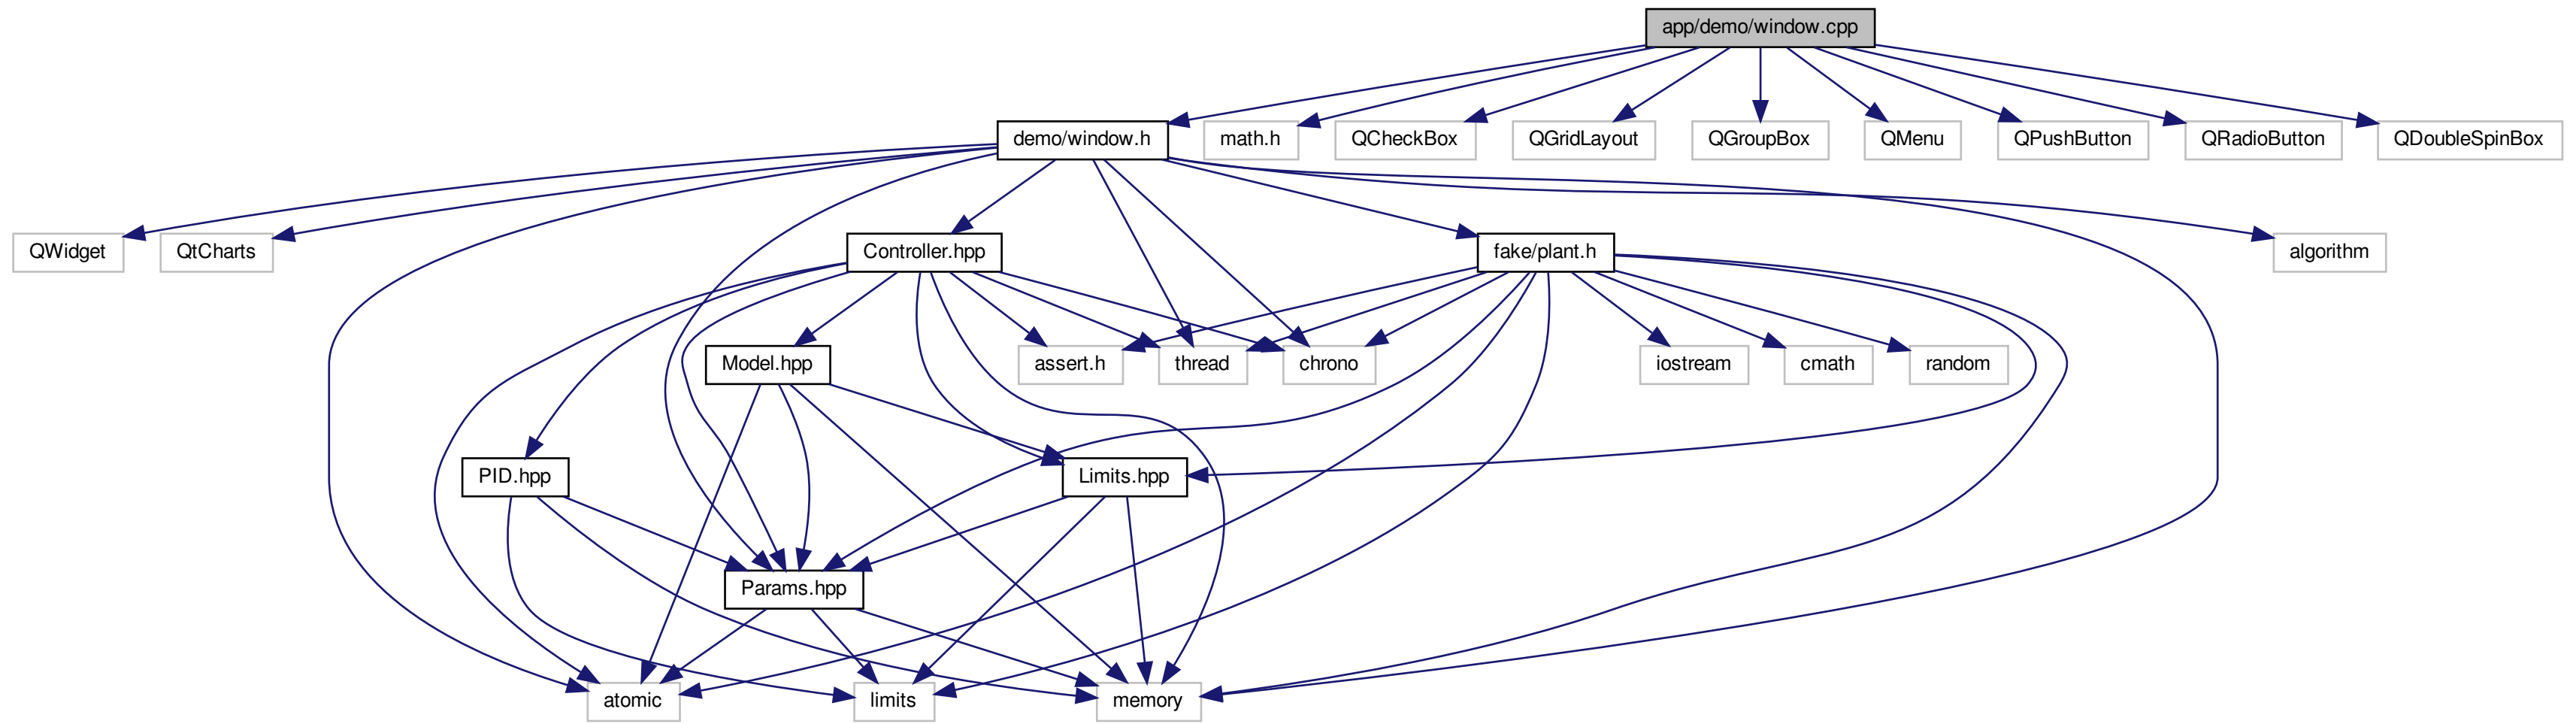 app/demo/window.cpp
demo/window.h
math.h
QCheckBox
QGridLayout
QGroupBox
QMenu
QPushButton
QRadioButton
QDoubleSpinBox
QWidget
QtCharts
Controller.hpp
fake/plant.h
algorithm
Model.hpp
assert.h
thread
chrono
iostream
cmath
random
PID.hpp
Limits.hpp
Params.hpp
atomic
limits
memory